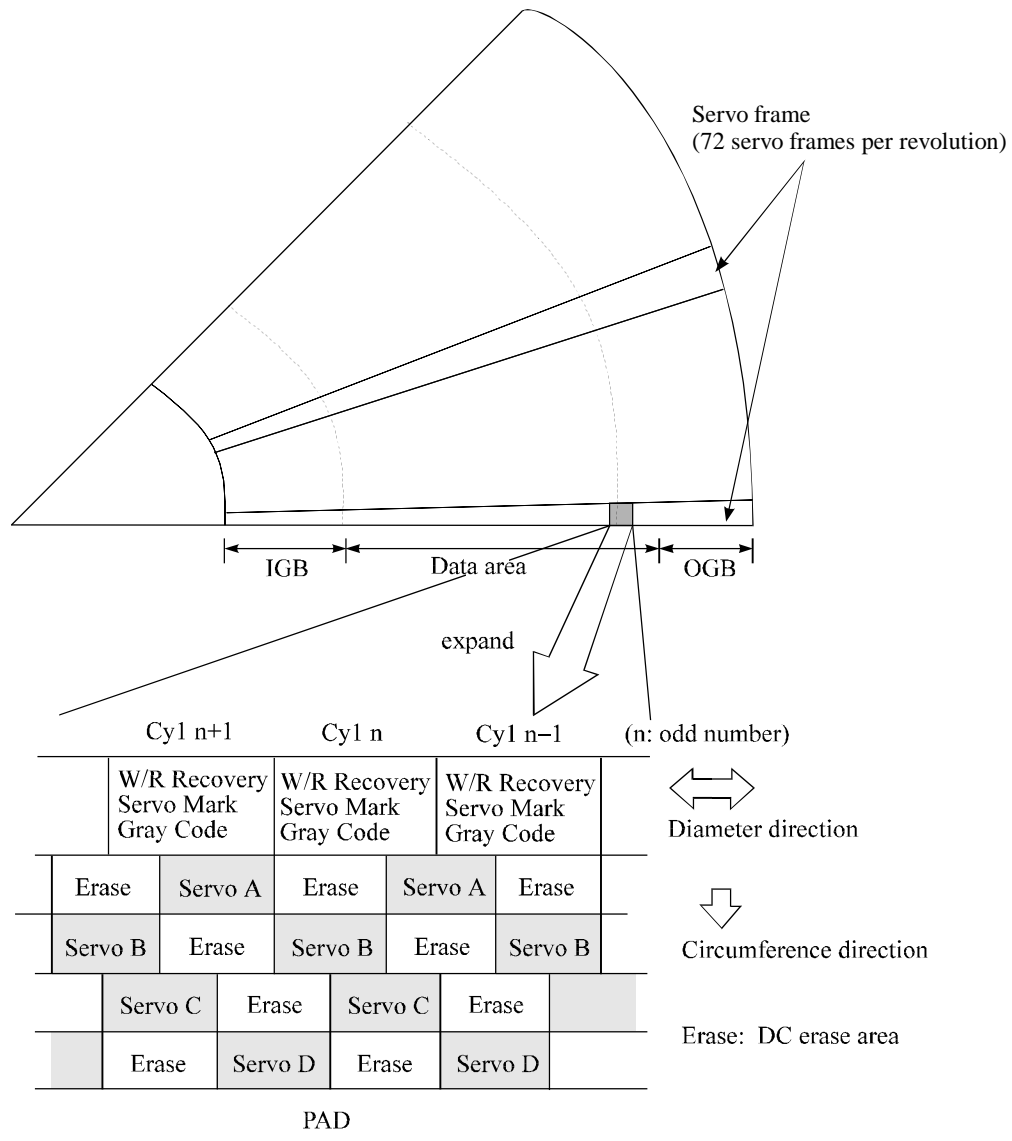 Servo frame
(72 servo frames per revolution)
IGB
Data area
OGB
expand
Cy1 n+1
Cy1 n
Cy1 n−1
(n: odd number)
W/R Recovery
Servo Mark
Gray Code
W/R Recovery
Servo Mark
Gray Code
W/R Recovery
Servo Mark
Gray Code
Diameter direction
Erase Servo A Erase Servo A Erase
Servo B Erase Servo B Erase Servo B
Circumference direction
Servo C Erase Servo C Erase
Erase: DC erase area
Erase Servo D Erase Servo D
PAD